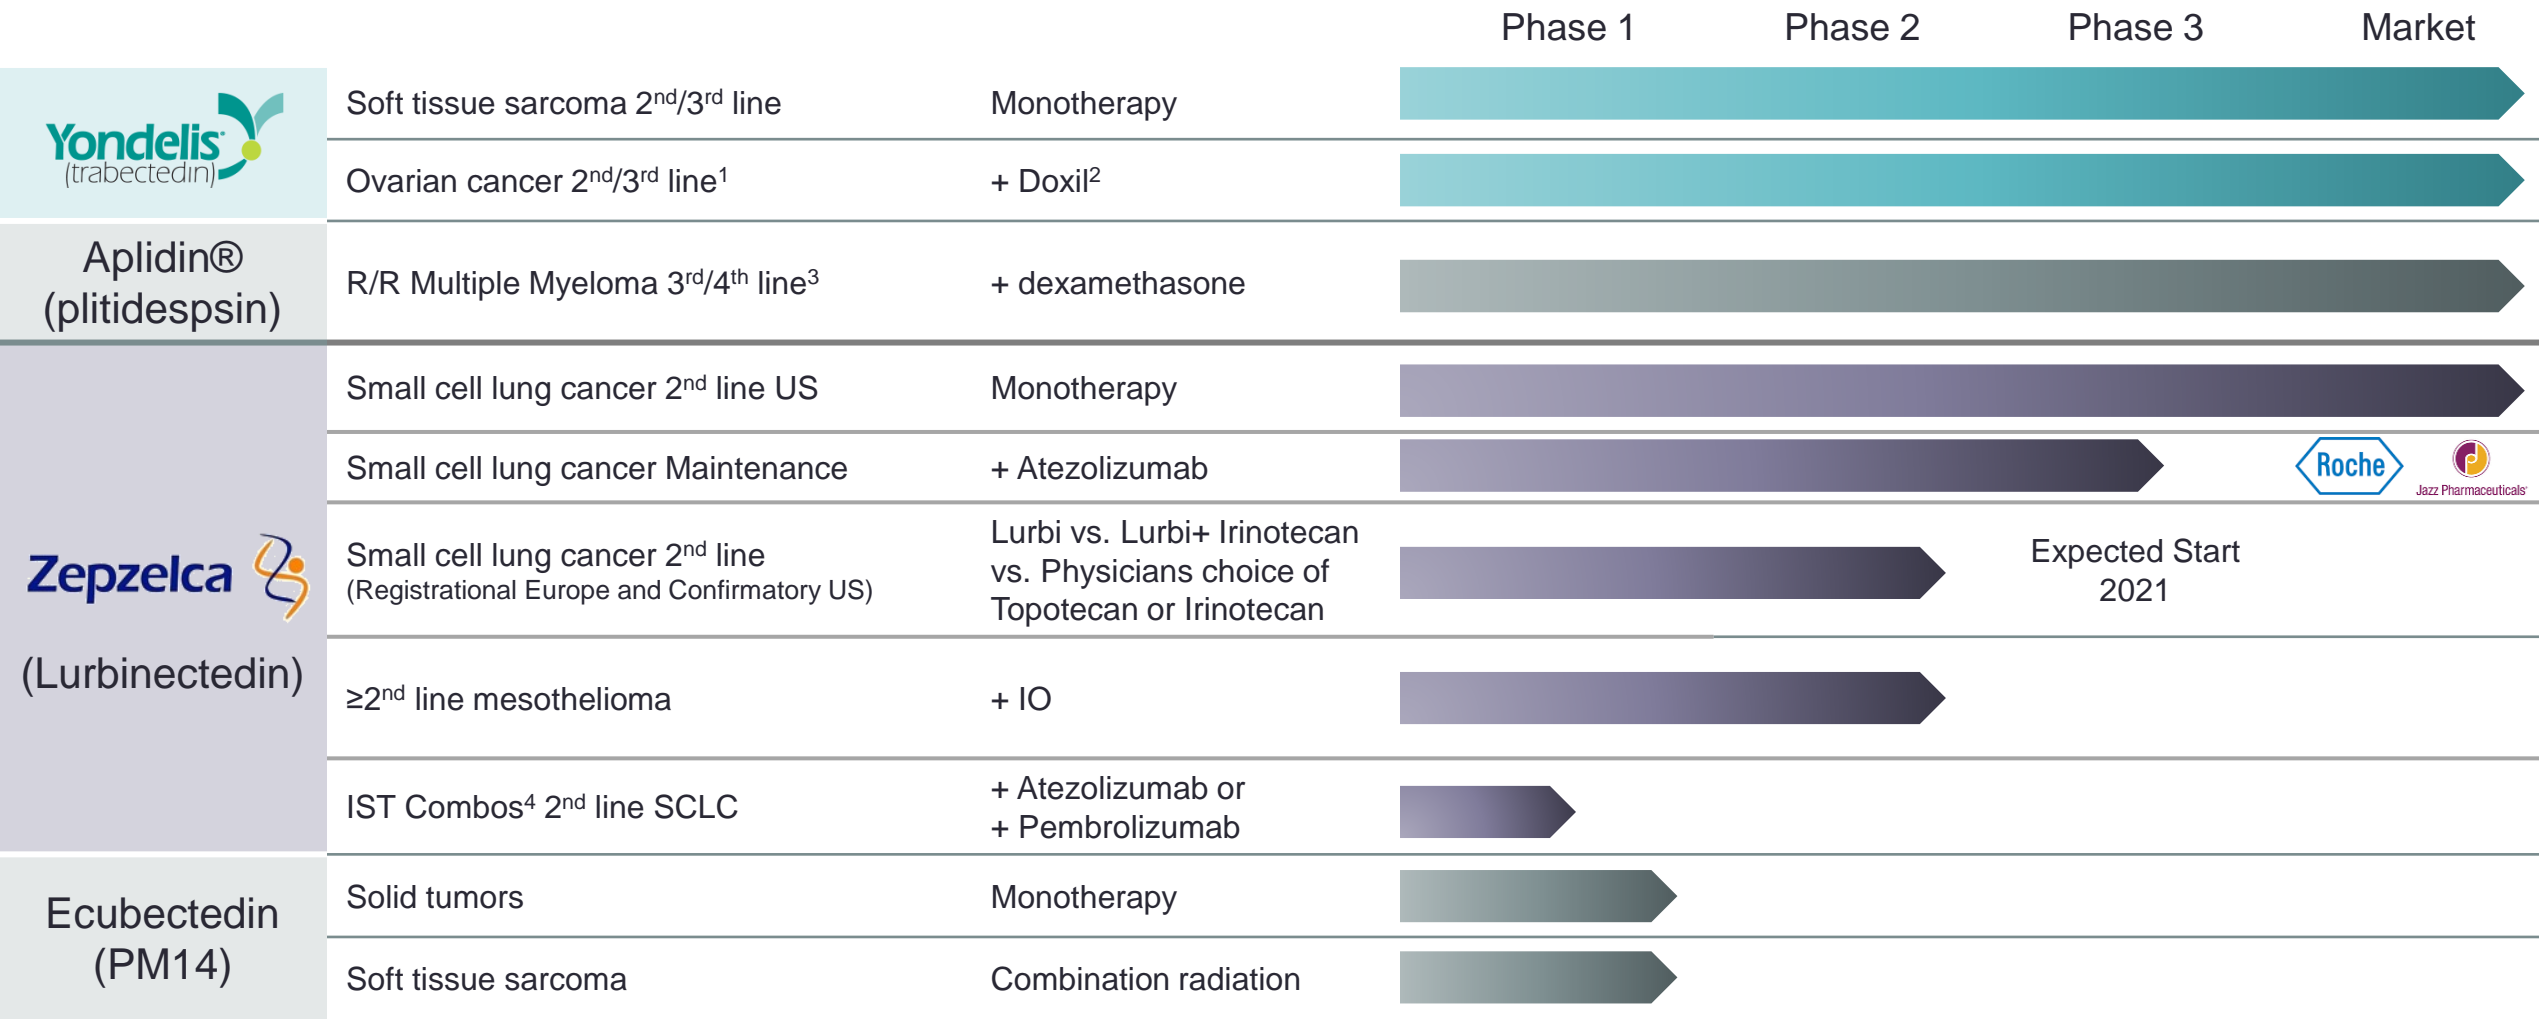 Phase 1 Phase 2 Phase 3 Market
Yondelis
(trabectedin)
Soft tissue sarcoma 2nd/3rd line Monotherapy
Ovarian cancer 2nd/3rd line1 + Doxil2
Aplidin®
(plitidespsin)
R/R Multiple Myeloma 3rd/4th line3 + dexamethasone
Zepzelca
(Lurbinectedin)
Small cell lung cancer 2nd line US Monotherapy
Small cell lung cancer Maintenance + Atezolizumab
Roche
Jazz Pharmaceuticals
Small cell lung cancer 2nd line
(Registrational Europe and Confirmatory US)
Lurbi vs. Lurbi+ Irinotecan
vs. Physicians choice of
Topotecan or Irinotecan
Expected Start
2021
≥2nd line mesothelioma + IO
IST Combos4 2nd line SCLC
+ Atezolizumab or
+ Pembrolizumab
Ecubectedin
(PM14)
Solid tumors Monotherapy
Soft tissue sarcoma Combination radiation